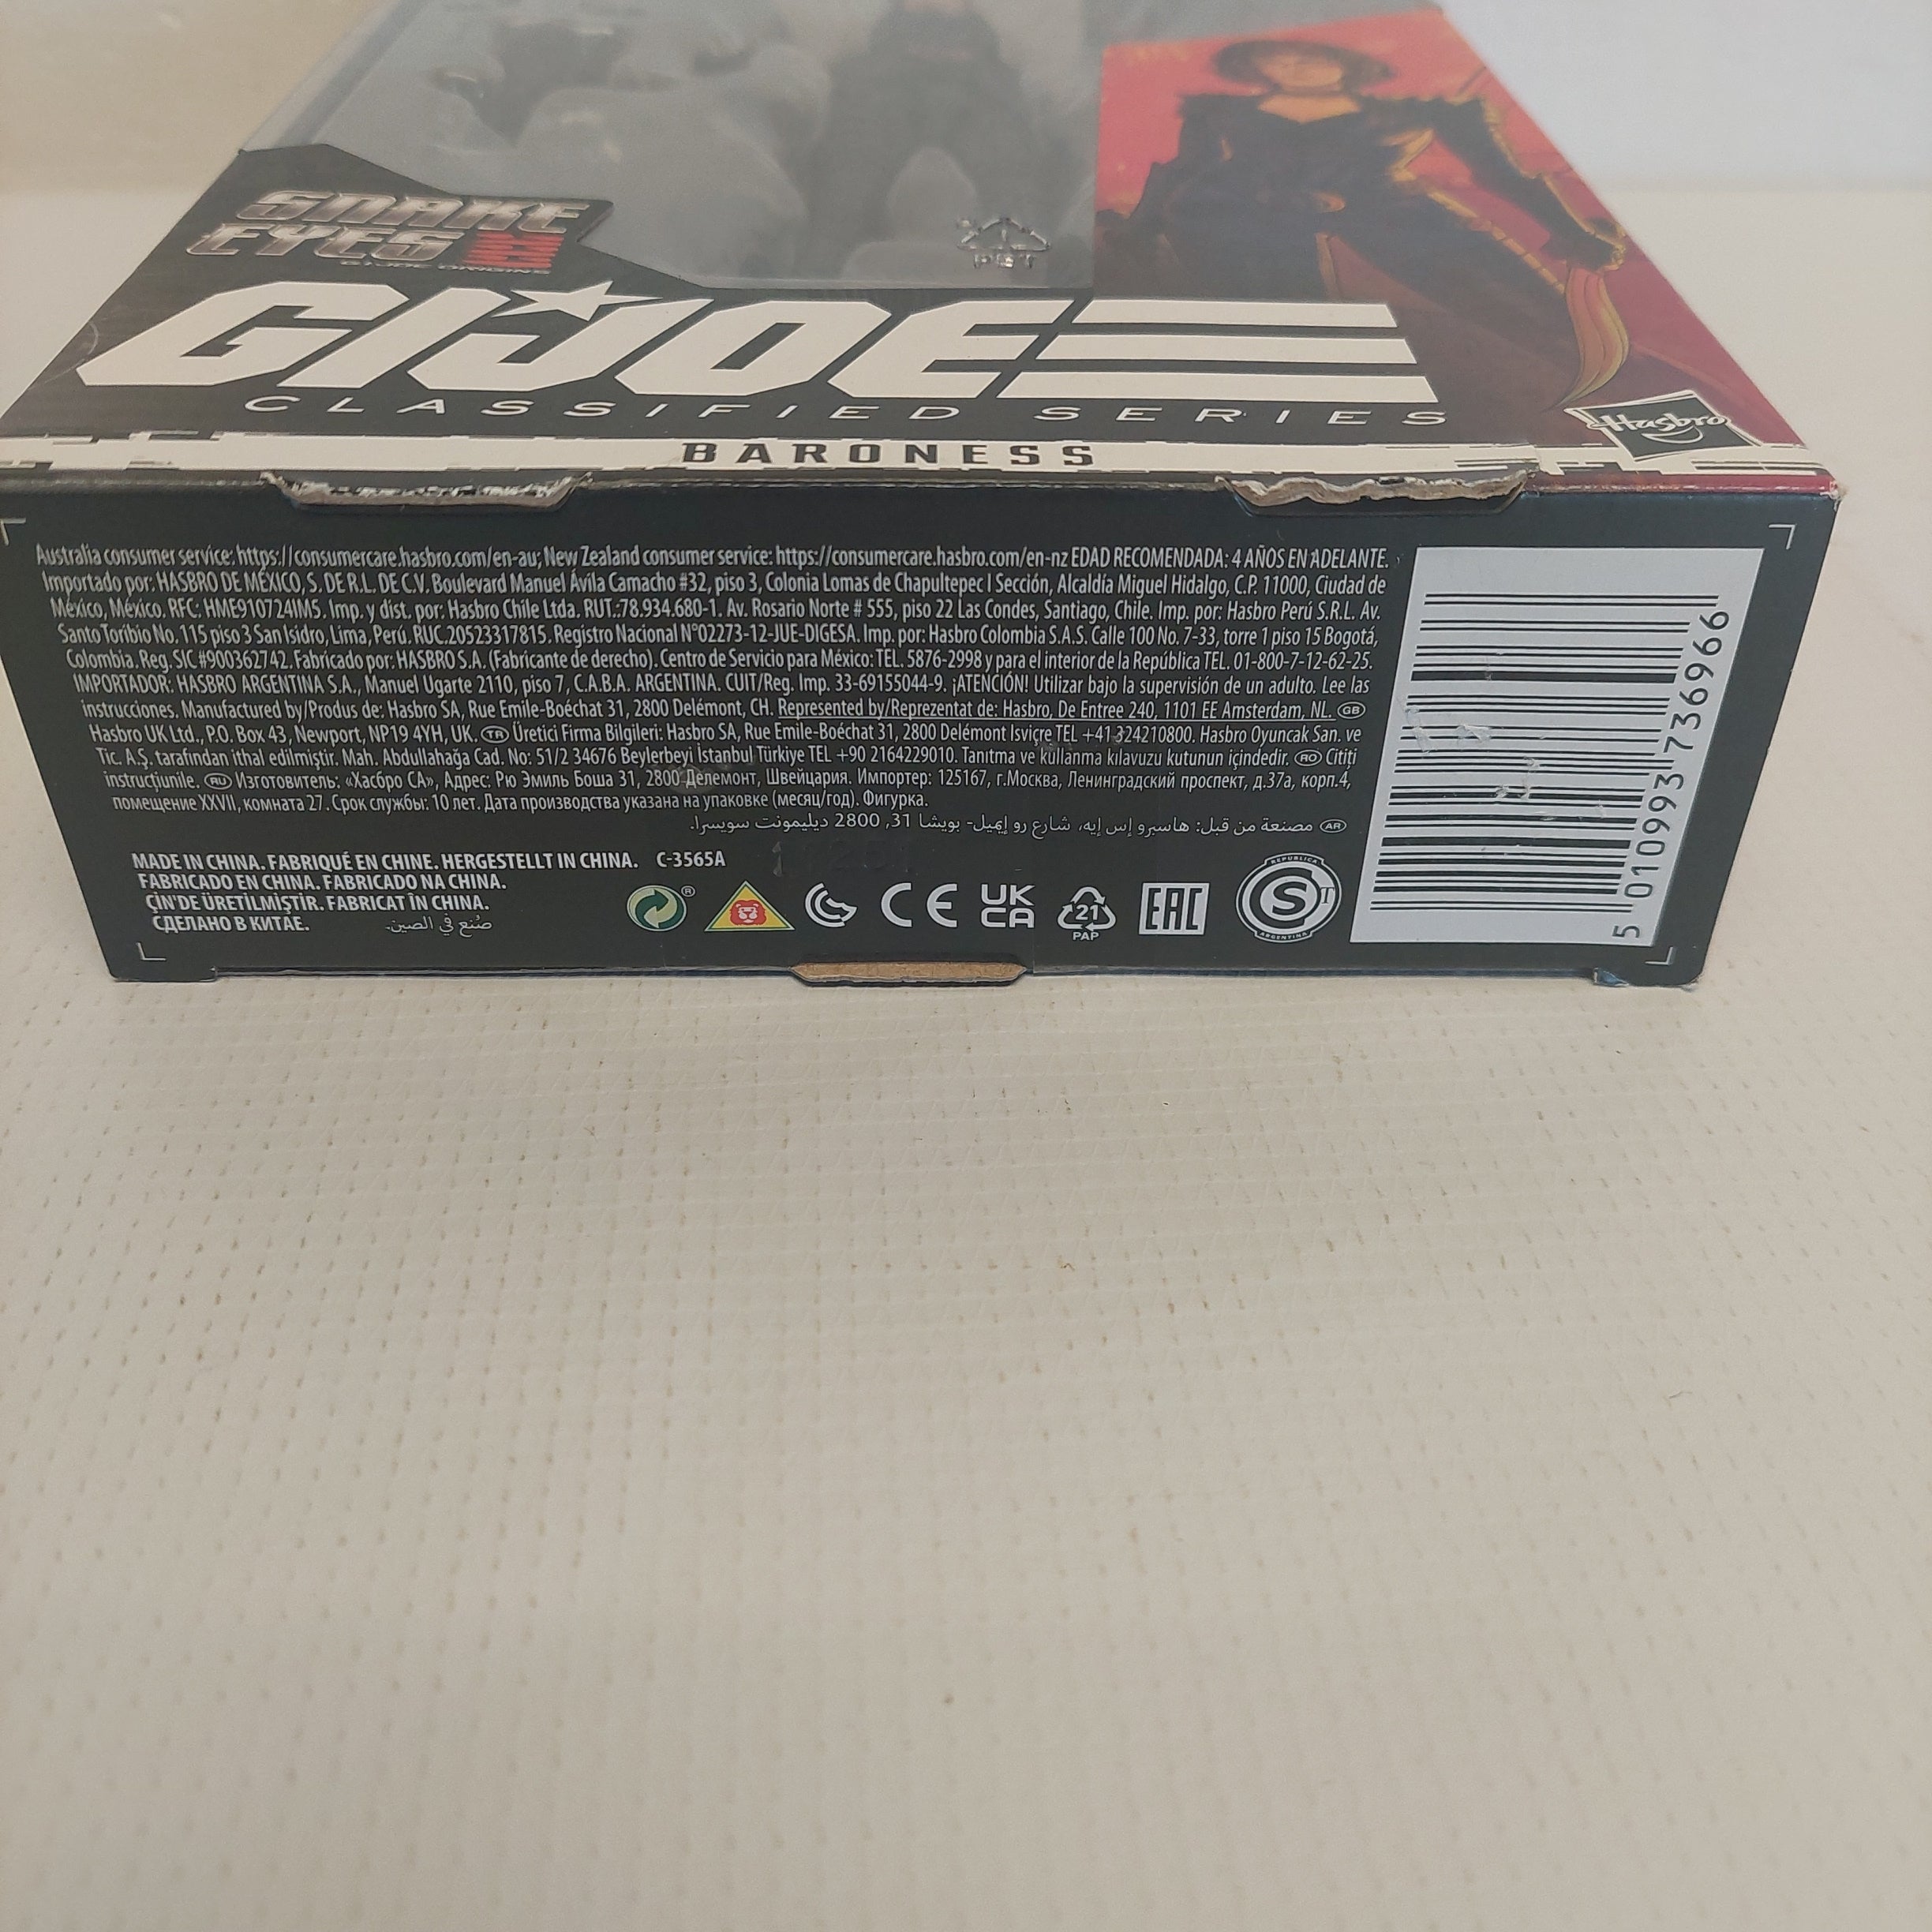 SNAKE
EYES
G.I. JOE ORIGINS
PET
GI JOE
CLASSIFIED SERIES
Hasbro
BARONESS
Australia consumer service: https://consumercare.hasbro.com/en-au; New Zealand consumer service: https://consumercare.hasbro.com/en-nz EDAD RECOMENDADA: 4 AÑOS EN ADELANTE.
Importado por: HASBRO DE MÉXICO, S. DE R.L. DE C.V. Boulevard Manuel Ávila Camacho #32, piso 3, Colonia Lomas de Chapultepec I Sección, Alcaldía Miguel Hidalgo, C.P. 11000, Ciudad de
México, México. RFC: HME910724IM5. Imp. y dist. por: Hasbro Chile Ltda. RUT.:78.934.680-1. Av. Rosario Norte # 555, piso 22 Las Condes, Santiago, Chile. Imp. por: Hasbro Perú S.R.L. Av.
Santo Toribio No. 115 piso 3 San Isídro, Lima, Perú. RUC.20523317815. Registro Nacional N°02273-12-JUE-DIGESA. Imp. por: Hasbro Colombia S.A.S. Calle 100 No. 7-33, torre 1 piso 15 Bogotá,
Colombia. Reg. SIC #900362742. Fabricado por: HASBRO S.A. (Fabricante de derecho). Centro de Servicio para México: TEL. 5876-2998 y para el interior de la República TEL. 01-800-7-12-62-25.
IMPORTADOR: HASBRO ARGENTINA S.A., Manuel Ugarte 2110, piso 7, C.A.B.A. ARGENTINA. CUIT/Reg. Imp. 33-69155044-9. ¡ATENCIÓN! Utilizar bajo la supervisión de un adulto. Lee las
instrucciones. Manufactured by/Produs de: Hasbro SA, Rue Emile-Boéchat 31, 2800 Delémont, CH. Represented by/Reprezentat de: Hasbro, De Entree 240, 1101 EE Amsterdam, NL. GB
Hasbro UK Ltd., P.O. Box 43, Newport, NP19 4YH, UK. TR Üretici Firma Bilgileri: Hasbro SA, Rue Emile-Boéchat 31, 2800 Delémont Isviçre TEL +41 324210800. Hasbro Oyuncak San. ve
Tic. A.Ş. tarafından ithal edilmiştir. Mah. Abdullahağa Cad. No: 51/2 34676 Beylerbeyi İstanbul Türkiye TEL +90 2164229010. Tanıtma ve kullanma kılavuzu kutunun içindedir. RO Citiți
instrucțiunile. RU Изготовитель: «Хасбро СА», Адрес: Рю Эмиль Боша 31, 2800 Делемонт, Швейцария. Импортер: 125167, г.Москва, Ленинградский проспект, д.37а, корп.4,
помещение XXVII, комната 27. Срок службы: 10 лет. Дата производства указана на упаковке (месяц/год). Фигурка.
AR مصنعة من قبل: هاسبرو إس إيه، شارع رو إيميل- بويشا 31, 2800 ديليمونت سويسرا.
MADE IN CHINA. FABRIQUÉ EN CHINE. HERGESTELLT IN CHINA. C-3565A
FABRICADO EN CHINA. FABRICADO NA CHINA.
ÇİN'DE ÜRETİLMİŞTİR. FABRICAT ÎN CHINA.
СДЕЛАНО В КИТАЕ. صُنع في الصين.
CE
UK
CA
21
PAP
EAC
REPUBLICA
S T
ARGENTINA
5 010993 736966